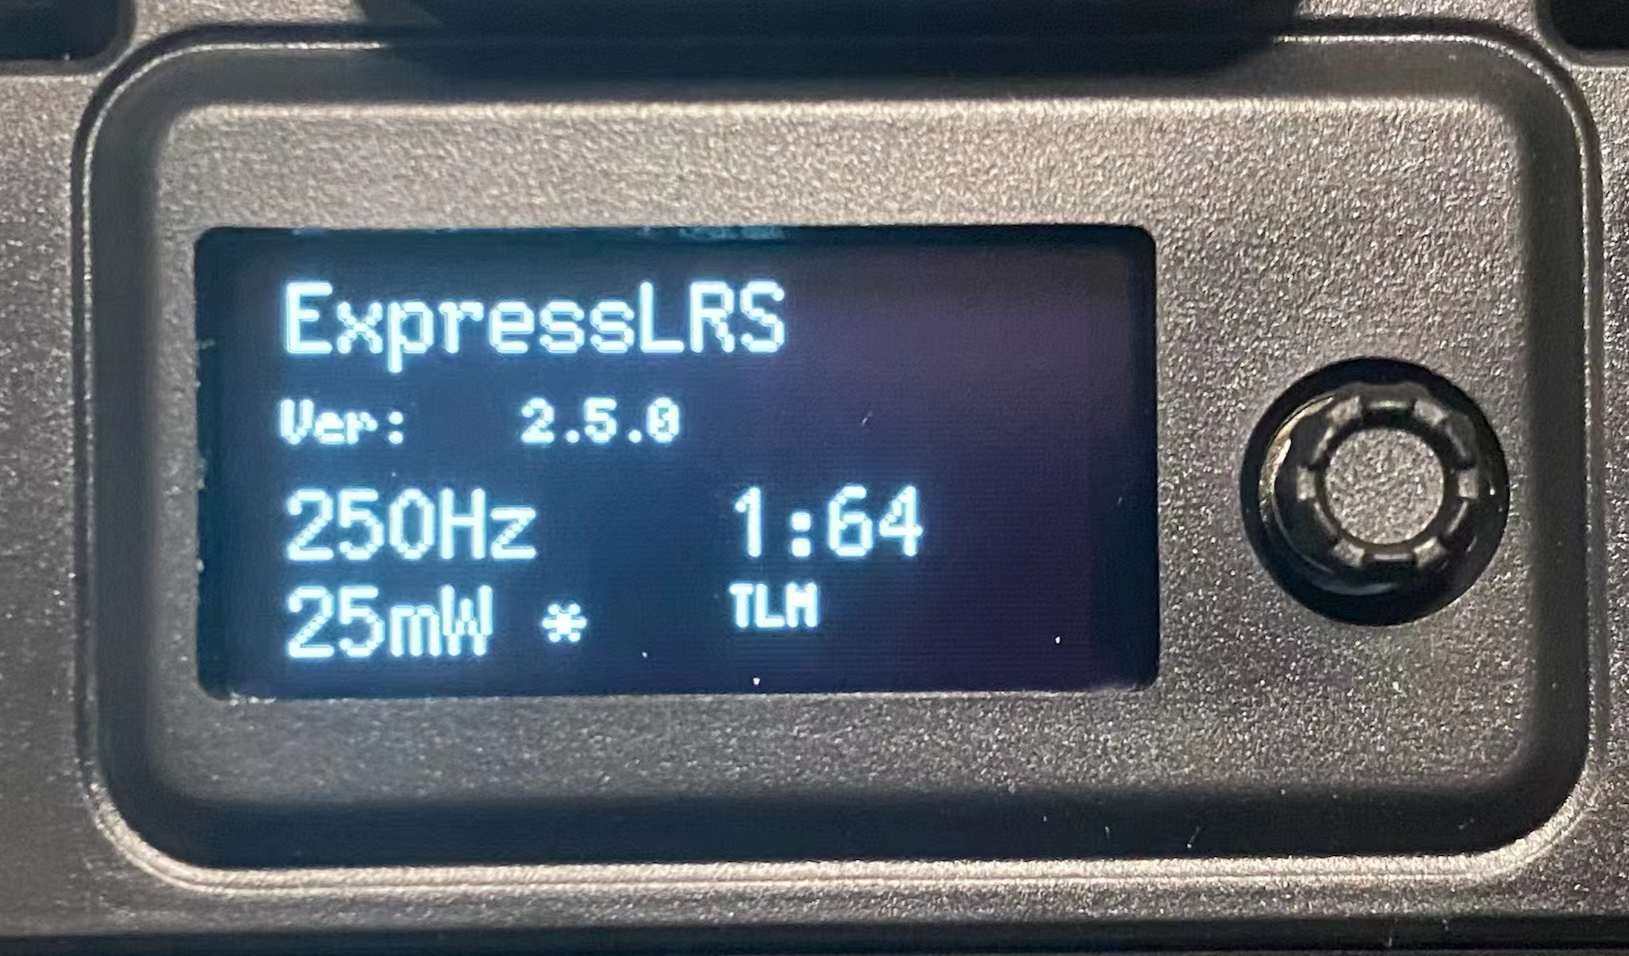 ExpressLRS
Ver: 2.5.0
250Hz 1:64
25mW * TLM